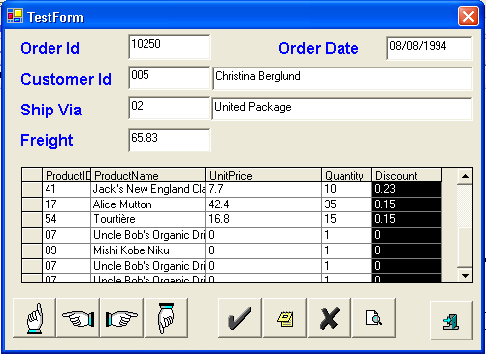 TestForm
Order Id 10250 Order Date 08/08/1994
Customer Id 005 Christina Berglund
Ship Via 02 United Package
Freight 65.83
ProductID ProductName UnitPrice Quantity Discount
41 Jack's New England Cla 7.7 10 0.23
17 Alice Mutton 42.4 35 0.15
54 Tourtière 16.8 15 0.15
07 Uncle Bob's Organic Dri 0 1 0
09 Mishi Kobe Niku 0 1 0
07 Uncle Bob's Organic Dri 0 1 0
07 Uncle Bob's Organic Dri 0 1 0